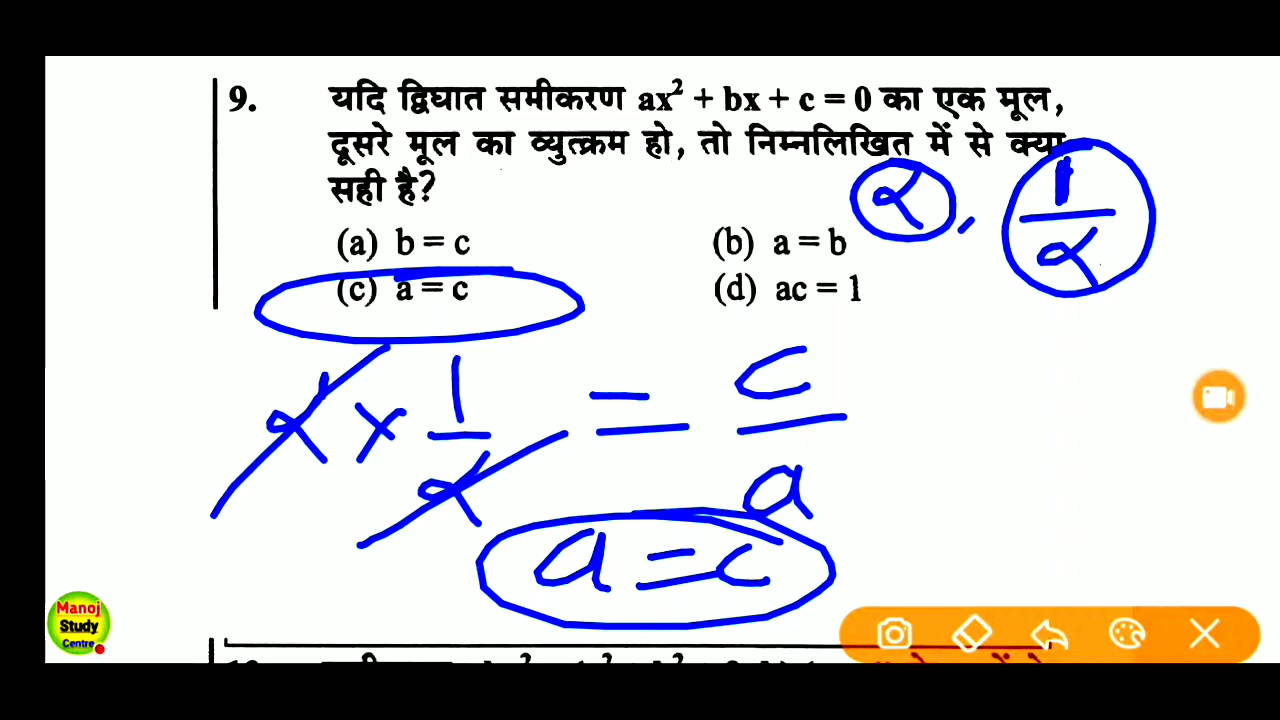 9. यदि द्विघात समीकरण ax² + bx + c = 0 का एक मूल,
दूसरे मूल का व्युत्क्रम हो, तो निम्नलिखित में से क्या
सही है?
α, 1/α
(a) b = c (b) a = b
(c) a = c (d) ac = 1
α × 1/α = c/a
a = c
Manoj
Study
Centre